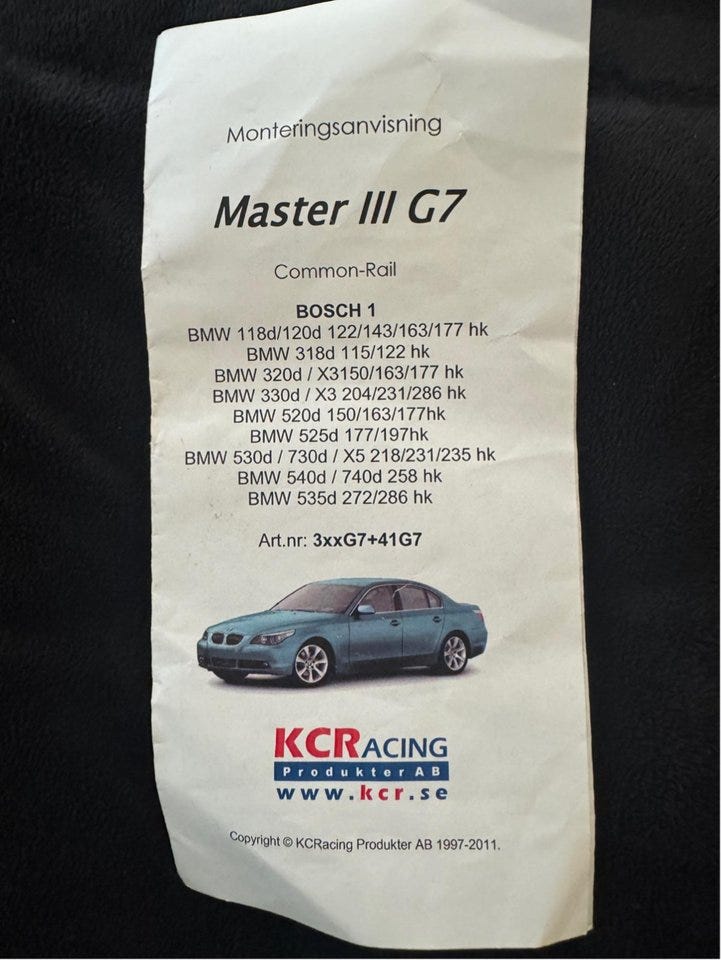 Monteringsanvisning
Master III G7
Common-Rail
BOSCH 1
BMW 118d/120d 122/143/163/177 hk
BMW 318d 115/122 hk
BMW 320d / X3150/163/177 hk
BMW 330d / X3 204/231/286 hk
BMW 520d 150/163/177hk
BMW 525d 177/197hk
BMW 530d / 730d / X5 218/231/235 hk
BMW 540d / 740d 258 hk
BMW 535d 272/286 hk
Art.nr: 3xxG7+41G7
KCRACING
Produkter AB
www.kcr.se
Copyright © KCRacing Produkter AB 1997-2011.